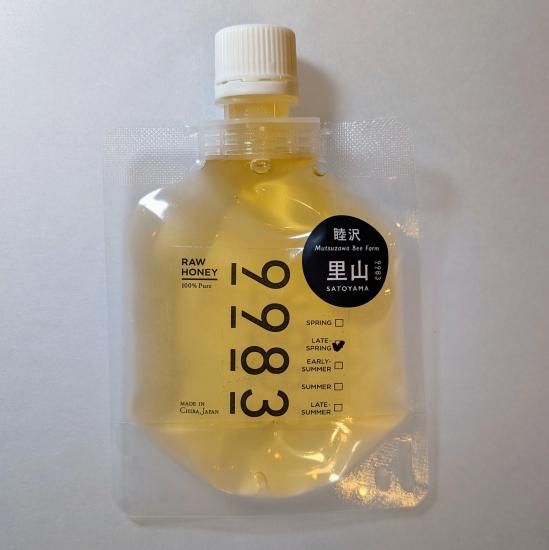 睦沢
Mutsuzawa Bee Farm
里山
9983
SATOYAMA
RAW
HONEY
100% Pure
9983
SPRING
LATE-
SPRING
EARLY-
SUMMER
SUMMER
LATE-
SUMMER
MADE IN
CHIBA, JAPAN